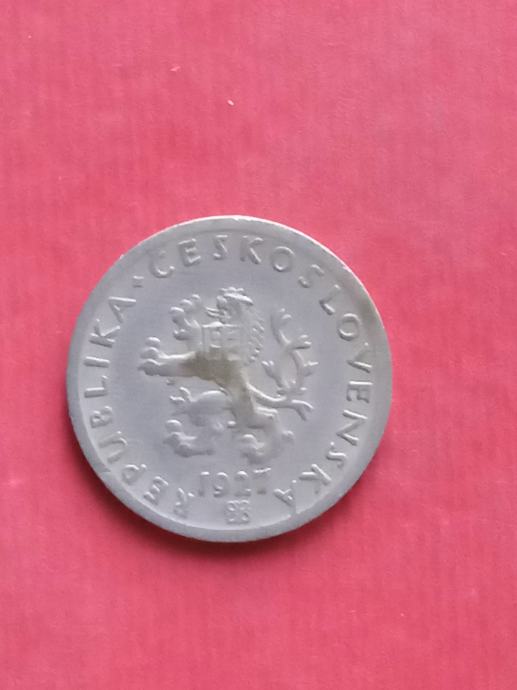 REPUBLIKA · ČESKOSLOVENSKÁ
1927